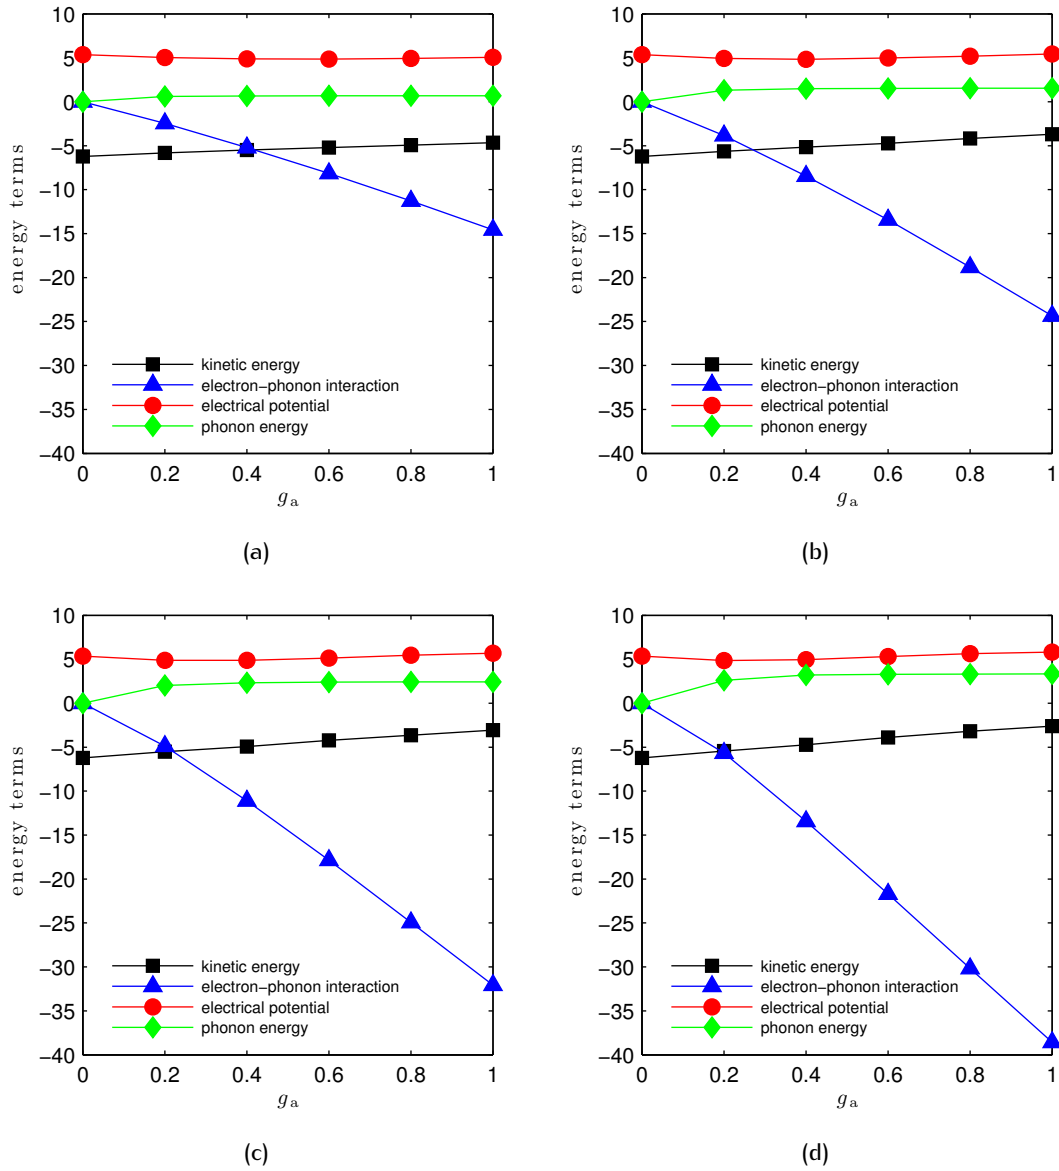 10
5
0
−5
−10
−15
−20
−25
−30
−35
−40
energy terms
kinetic energy
electron−phonon interaction
electrical potential
phonon energy
0 0.2 0.4 0.6 0.8 1
g_a
(a)
10
5
0
−5
−10
−15
−20
−25
−30
−35
−40
energy terms
kinetic energy
electron−phonon interaction
electrical potential
phonon energy
0 0.2 0.4 0.6 0.8 1
g_a
(b)
10
5
0
−5
−10
−15
−20
−25
−30
−35
−40
energy terms
kinetic energy
electron−phonon interaction
electrical potential
phonon energy
0 0.2 0.4 0.6 0.8 1
g_a
(c)
10
5
0
−5
−10
−15
−20
−25
−30
−35
−40
energy terms
kinetic energy
electron−phonon interaction
electrical potential
phonon energy
0 0.2 0.4 0.6 0.8 1
g_a
(d)